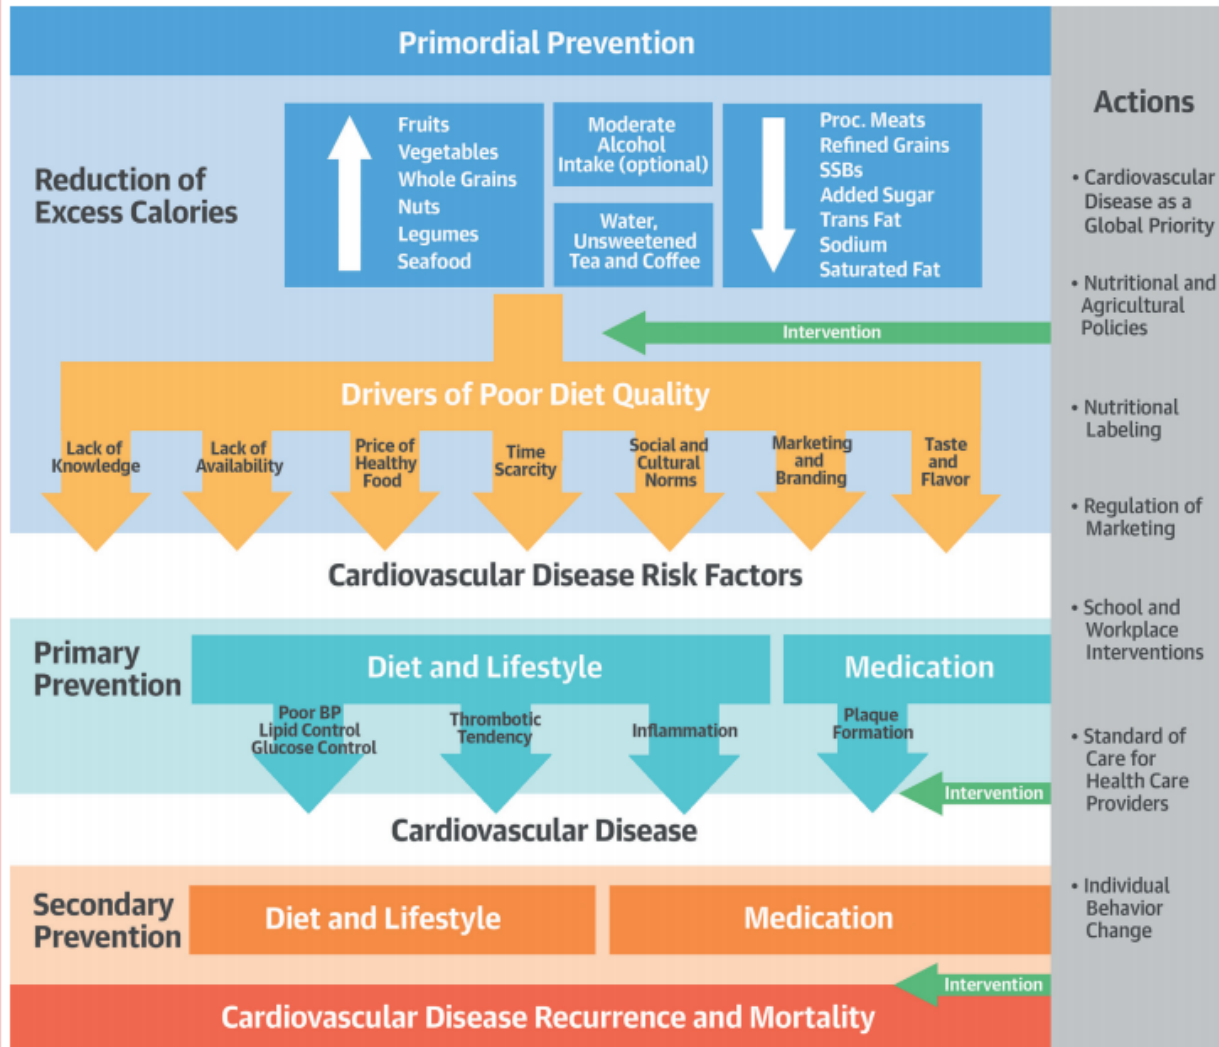 Primordial Prevention
Reduction of
Excess Calories
Fruits
Vegetables
Whole Grains
Nuts
Legumes
Seafood
Moderate
Alcohol
Intake (optional)
Water,
Unsweetened
Tea and Coffee
Proc. Meats
Refined Grains
SSBs
Added Sugar
Trans Fat
Sodium
Saturated Fat
Intervention
Drivers of Poor Diet Quality
Lack of
Knowledge
Lack of
Availability
Price of
Healthy
Food
Time
Scarcity
Social and
Cultural
Norms
Marketing
and
Branding
Taste
and
Flavor
Cardiovascular Disease Risk Factors
Primary
Prevention
Diet and Lifestyle
Medication
Poor BP
Lipid Control
Glucose Control
Thrombotic
Tendency
Inflammation
Plaque
Formation
Intervention
Cardiovascular Disease
Secondary
Prevention
Diet and Lifestyle
Medication
Intervention
Cardiovascular Disease Recurrence and Mortality
Actions
• Cardiovascular
Disease as a
Global Priority
• Nutritional and
Agricultural
Policies
• Nutritional
Labeling
• Regulation of
Marketing
• School and
Workplace
Interventions
• Standard of
Care for
Health Care
Providers
• Individual
Behavior
Change